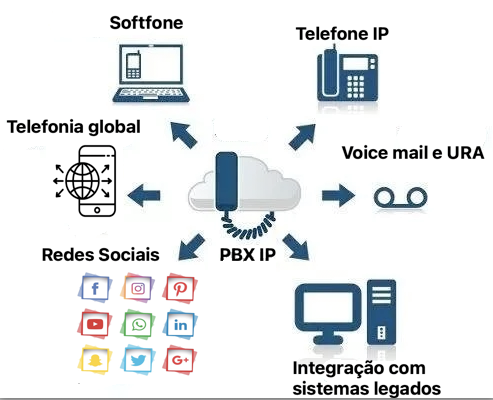 Softfone
Telefone IP
Telefonia global
Voice mail e URA
Redes Sociais
PBX IP
Integração com
sistemas legados